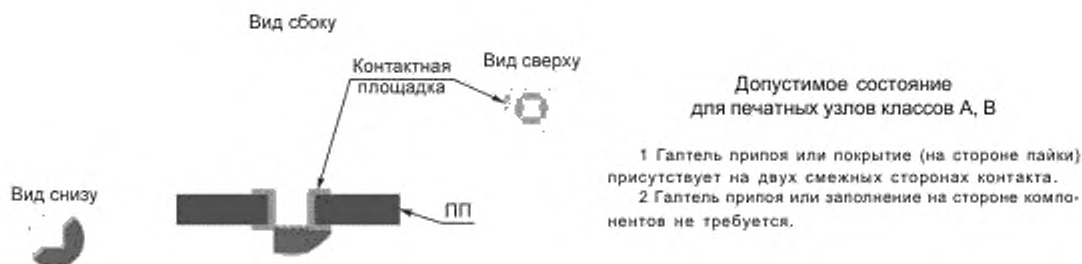 Вид сбоку
Контактная
площадка
Вид сверху
Вид снизу
ПП
Допустимое состояние
для печатных узлов классов А, В
1 Галтель припоя или покрытие (на стороне пайки)
присутствует на двух смежных сторонах контакта.
2 Галтель припоя или заполнение на стороне компо-
нентов не требуется.